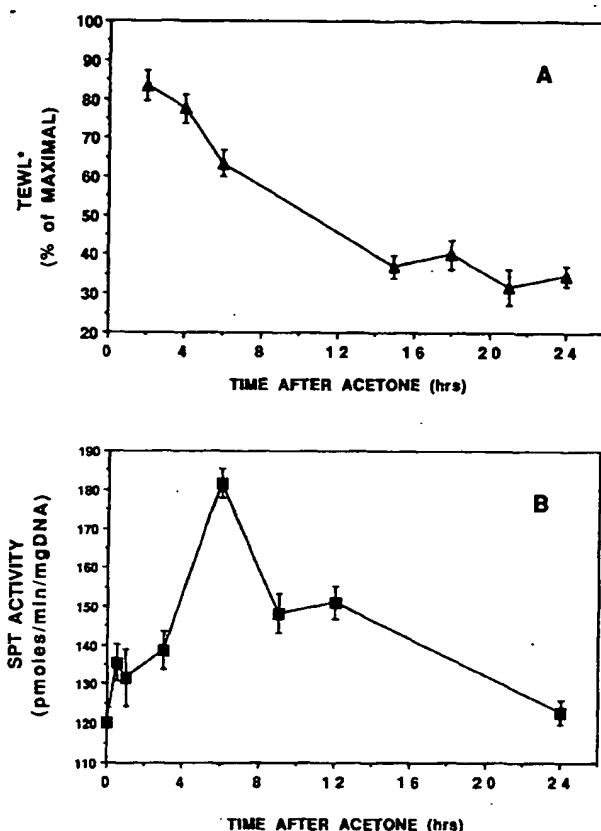 100
90
80
70
60
50
40
30
20
TEWL*
(% of MAXIMAL)
A
0 4 8 12 16 20 24
TIME AFTER ACETONE (hrs)
190
180
170
160
150
140
130
120
110
SPT ACTIVITY
(pmoles/min/mgDNA)
B
0 4 8 12 16 20 24
TIME AFTER ACETONE (hrs)